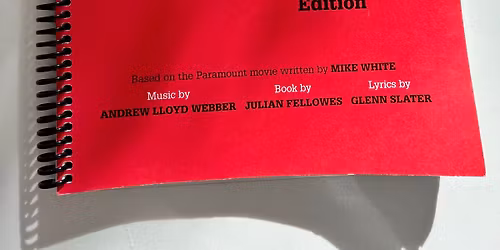 Edition
Based on the Paramount movie written by MIKE WHITE
Music by Book by Lyrics by
ANDREW LLOYD WEBBER JULIAN FELLOWES GLENN SLATER